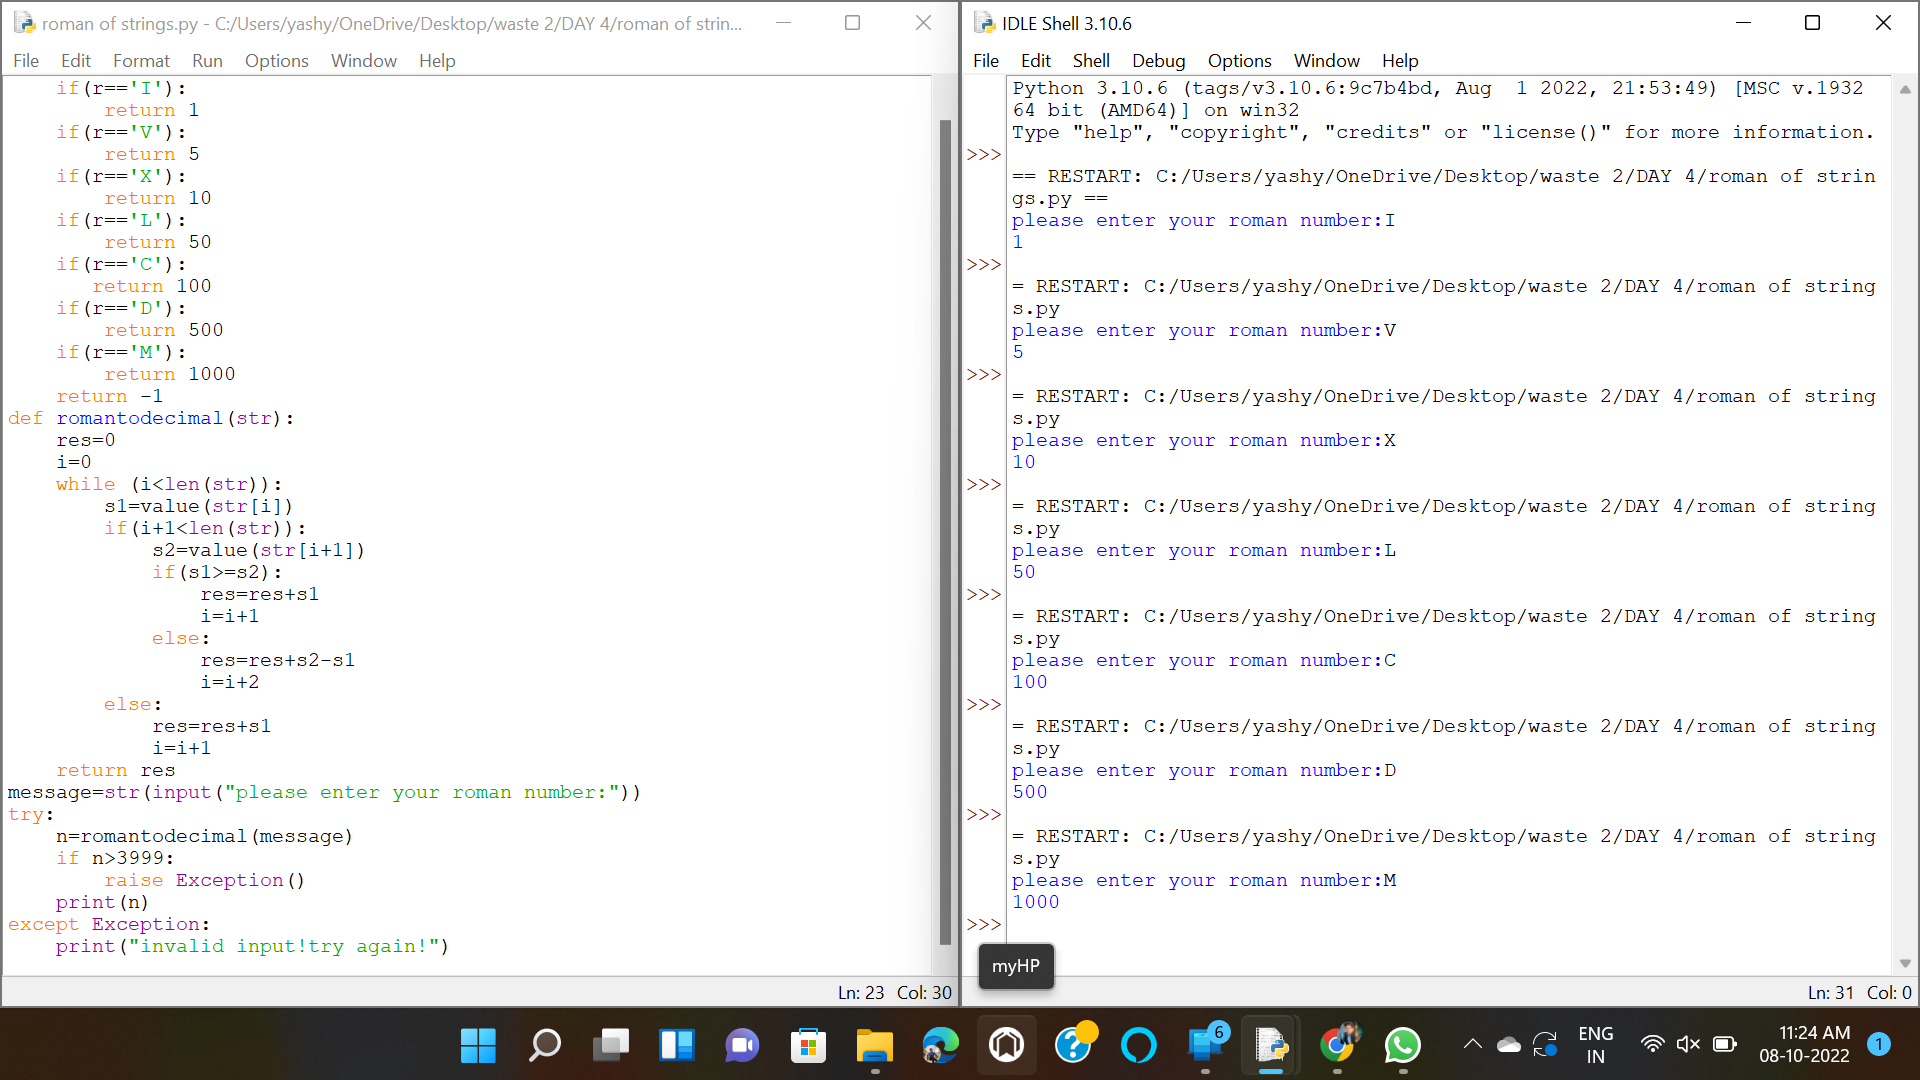 roman of strings.py - C:/Users/yashy/OneDrive/Desktop/waste 2/DAY 4/roman of strin...
File Edit Format Run Options Window Help
    if(r=='I'):
        return 1
    if(r=='V'):
        return 5
    if(r=='X'):
        return 10
    if(r=='L'):
        return 50
    if(r=='C'):
       return 100
    if(r=='D'):
        return 500
    if(r=='M'):
        return 1000
    return -1
def romantodecimal(str):
    res=0
    i=0
    while (i<len(str)):
        s1=value(str[i])
        if(i+1<len(str)):
            s2=value(str[i+1])
            if(s1>=s2):
                res=res+s1
                i=i+1
            else:
                res=res+s2-s1
                i=i+2
        else:
            res=res+s1
            i=i+1
    return res
message=str(input("please enter your roman number:"))
try:
    n=romantodecimal(message)
    if n>3999:
        raise Exception()
    print(n)
except Exception:
    print("invalid input!try again!")
Ln: 23 Col: 30
IDLE Shell 3.10.6
File Edit Shell Debug Options Window Help
Python 3.10.6 (tags/v3.10.6:9c7b4bd, Aug  1 2022, 21:53:49) [MSC v.1932
64 bit (AMD64)] on win32
Type "help", "copyright", "credits" or "license()" for more information.
>>>
== RESTART: C:/Users/yashy/OneDrive/Desktop/waste 2/DAY 4/roman of strin
gs.py ==
please enter your roman number:I
1
>>>
= RESTART: C:/Users/yashy/OneDrive/Desktop/waste 2/DAY 4/roman of string
s.py
please enter your roman number:V
5
>>>
= RESTART: C:/Users/yashy/OneDrive/Desktop/waste 2/DAY 4/roman of string
s.py
please enter your roman number:X
10
>>>
= RESTART: C:/Users/yashy/OneDrive/Desktop/waste 2/DAY 4/roman of string
s.py
please enter your roman number:L
50
>>>
= RESTART: C:/Users/yashy/OneDrive/Desktop/waste 2/DAY 4/roman of string
s.py
please enter your roman number:C
100
>>>
= RESTART: C:/Users/yashy/OneDrive/Desktop/waste 2/DAY 4/roman of string
s.py
please enter your roman number:D
500
>>>
= RESTART: C:/Users/yashy/OneDrive/Desktop/waste 2/DAY 4/roman of string
s.py
please enter your roman number:M
1000
>>>
myHP
Ln: 31 Col: 0
6
ENG
IN
11:24 AM
08-10-2022
1